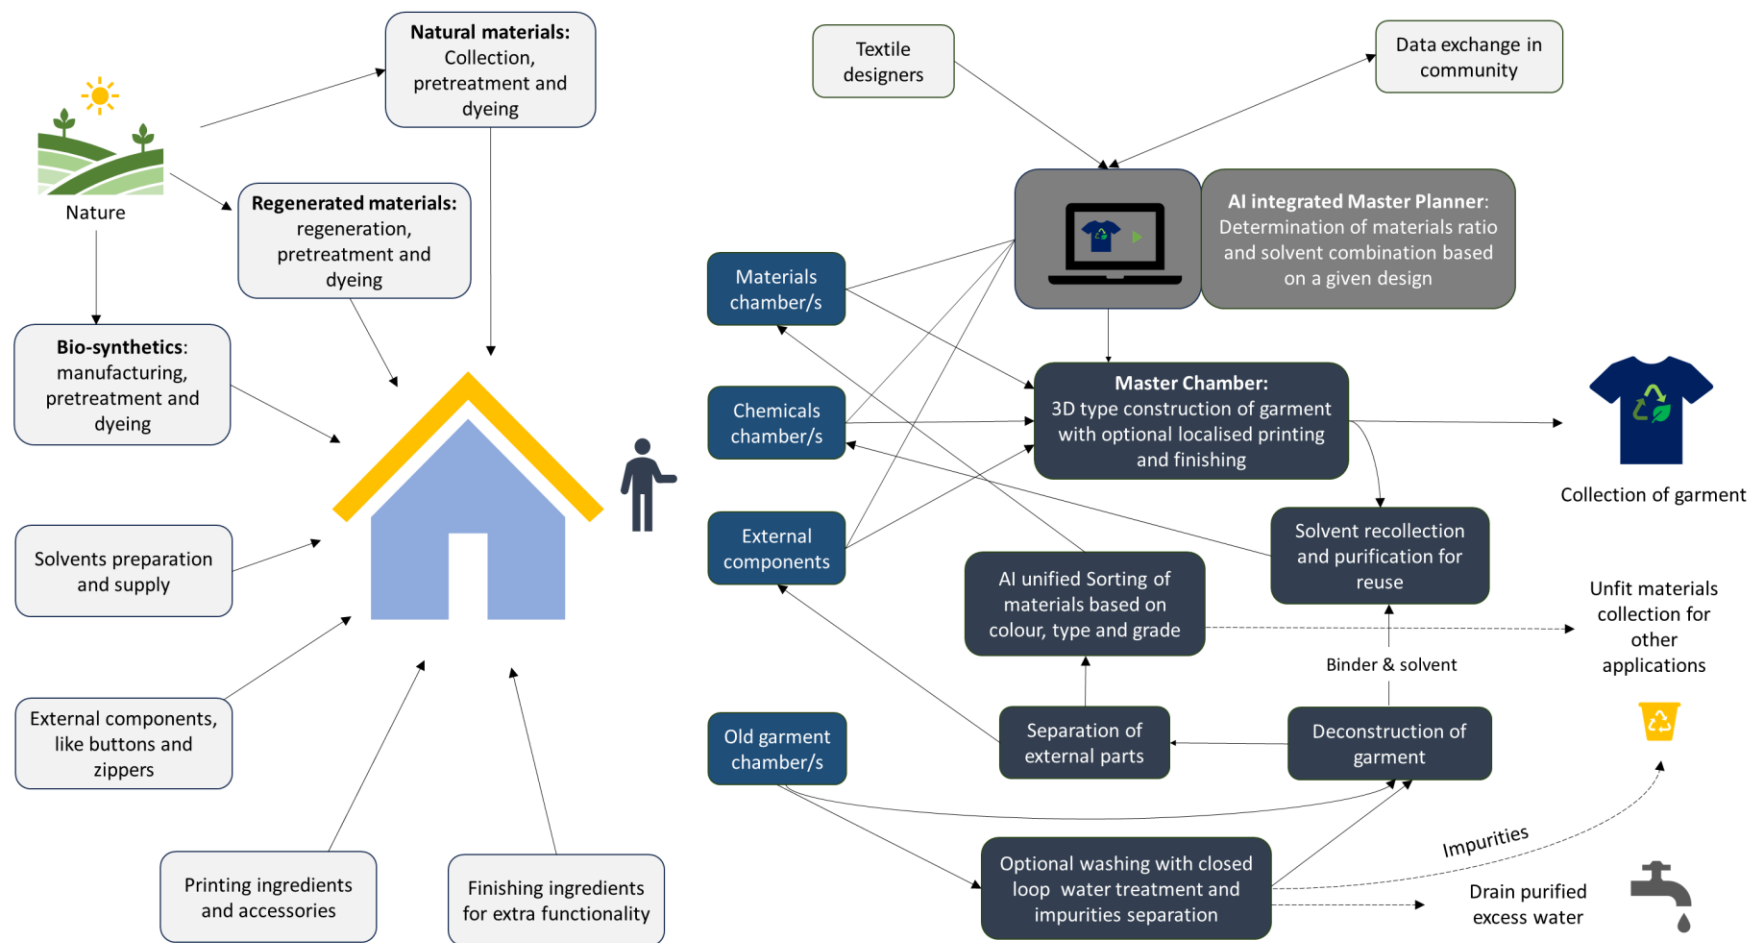 Natural materials:
Collection,
pretreatment and
dyeing
Nature
Regenerated materials:
regeneration,
pretreatment and
dyeing
Bio-synthetics:
manufacturing,
pretreatment and
dyeing
Solvents preparation
and supply
External components,
like buttons and
zippers
Printing ingredients
and accessories
Finishing ingredients
for extra functionality
Textile
designers
Data exchange in
community
AI integrated Master Planner:
Determination of materials ratio
and solvent combination based
on a given design
Materials
chamber/s
Chemicals
chamber/s
External
components
Master Chamber:
3D type construction of garment
with optional localised printing
and finishing
Collection of garment
Solvent recollection
and purification for
reuse
AI unified Sorting of
materials based on
colour, type and grade
Unfit materials
collection for
other
applications
Binder & solvent
Old garment
chamber/s
Separation of
external parts
Deconstruction of
garment
Optional washing with closed
loop water treatment and
impurities separation
Impurities
Drain purified
excess water